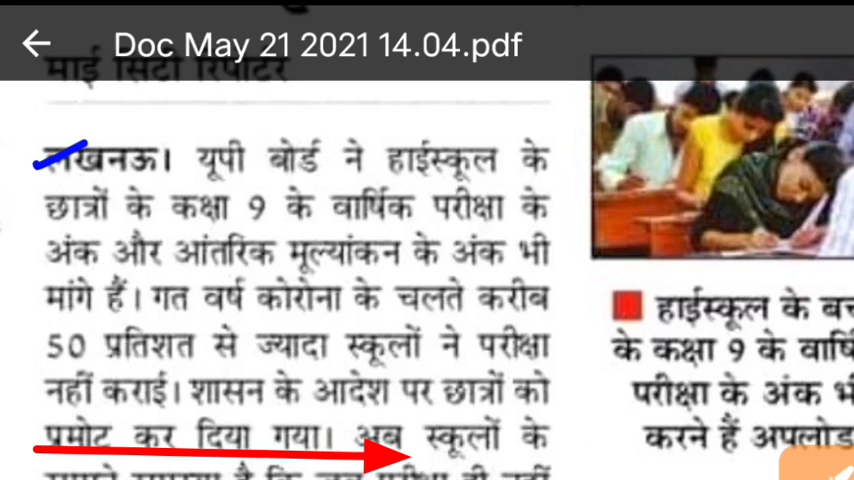 Doc May 21 2021 14.04.pdf
माई सिटी रिपोर्टर
लखनऊ। यूपी बोर्ड ने हाईस्कूल के
छात्रों के कक्षा 9 के वार्षिक परीक्षा के
अंक और आंतरिक मूल्यांकन के अंक भी
मांगे हैं। गत वर्ष कोरोना के चलते करीब
50 प्रतिशत से ज्यादा स्कूलों ने परीक्षा
नहीं कराई। शासन के आदेश पर छात्रों को
प्रमोट कर दिया गया। अब स्कूलों के
हाईस्कूल के
के कक्षा 9 के
परीक्षा के अंक
करने हैं अपलोड